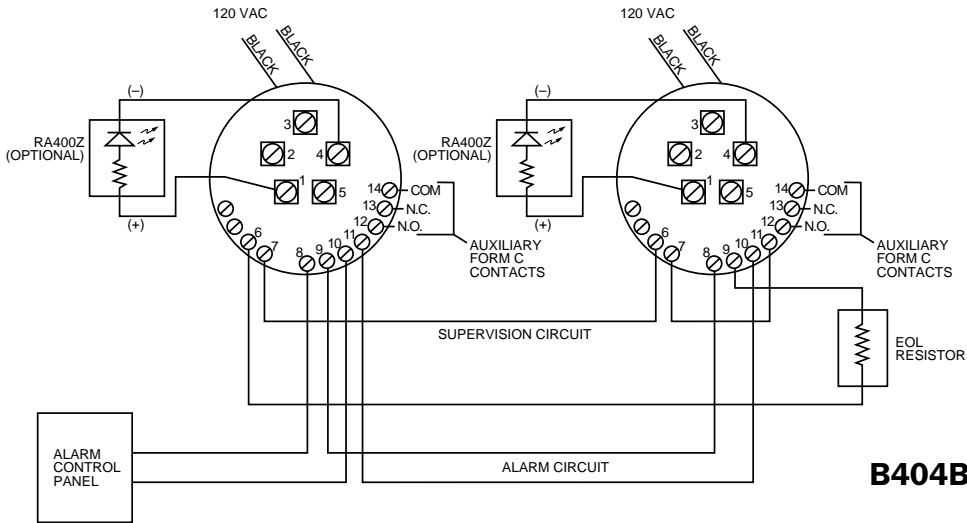 120 VAC
BLACK
BLACK
(–)
RA400Z
(OPTIONAL)
(+)
3
2
4
1
5
14
COM
13
N.C.
12
N.O.
11
10
9
8
7
6
AUXILIARY
FORM C
CONTACTS
120 VAC
BLACK
BLACK
(–)
RA400Z
(OPTIONAL)
(+)
3
2
4
1
5
14
COM
13
N.C.
12
N.O.
11
10
9
8
7
6
AUXILIARY
FORM C
CONTACTS
SUPERVISION CIRCUIT
EOL
RESISTOR
ALARM
CONTROL
PANEL
ALARM CIRCUIT
B404B